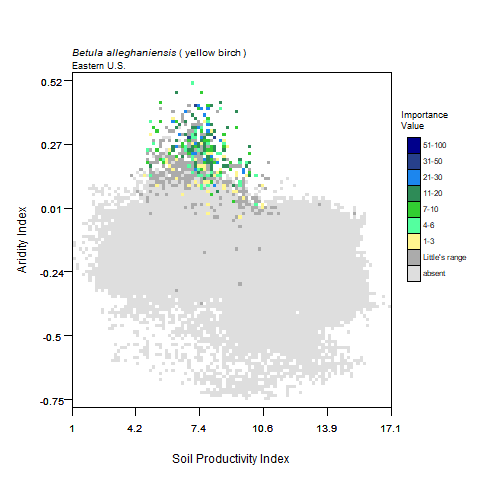 Betula alleghaniensis ( yellow birch )
Eastern U.S.
0.52
0.27
0.01
-0.24
-0.5
-0.75
Aridity Index
1 4.2 7.4 10.6 13.9 17.1
Soil Productivity Index
Importance
Value
51-100
31-50
21-30
11-20
7-10
4-6
1-3
Little's range
absent